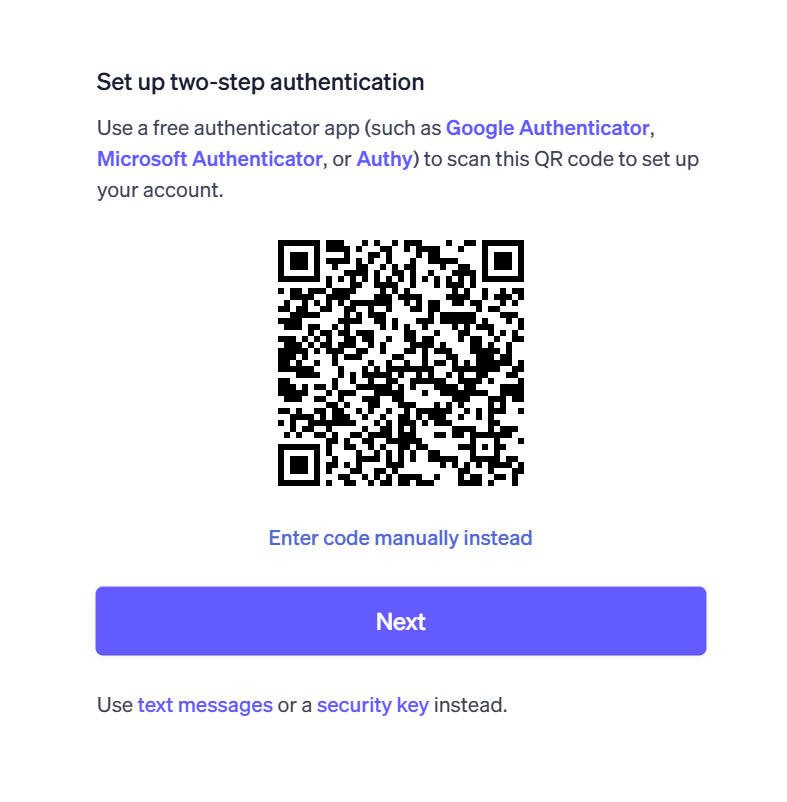 Set up two-step authentication
Use a free authenticator app (such as Google Authenticator,
Microsoft Authenticator, or Authy) to scan this QR code to set up
your account.
Enter code manually instead
Next
Use text messages or a security key instead.